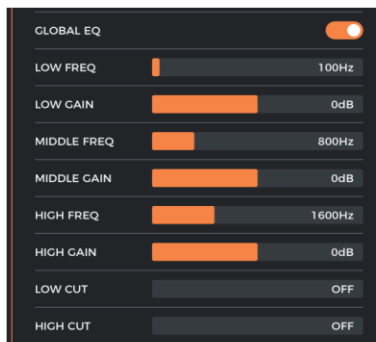 GLOBAL EQ
LOW FREQ 100Hz
LOW GAIN 0dB
MIDDLE FREQ 800Hz
MIDDLE GAIN 0dB
HIGH FREQ 1600Hz
HIGH GAIN 0dB
LOW CUT OFF
HIGH CUT OFF